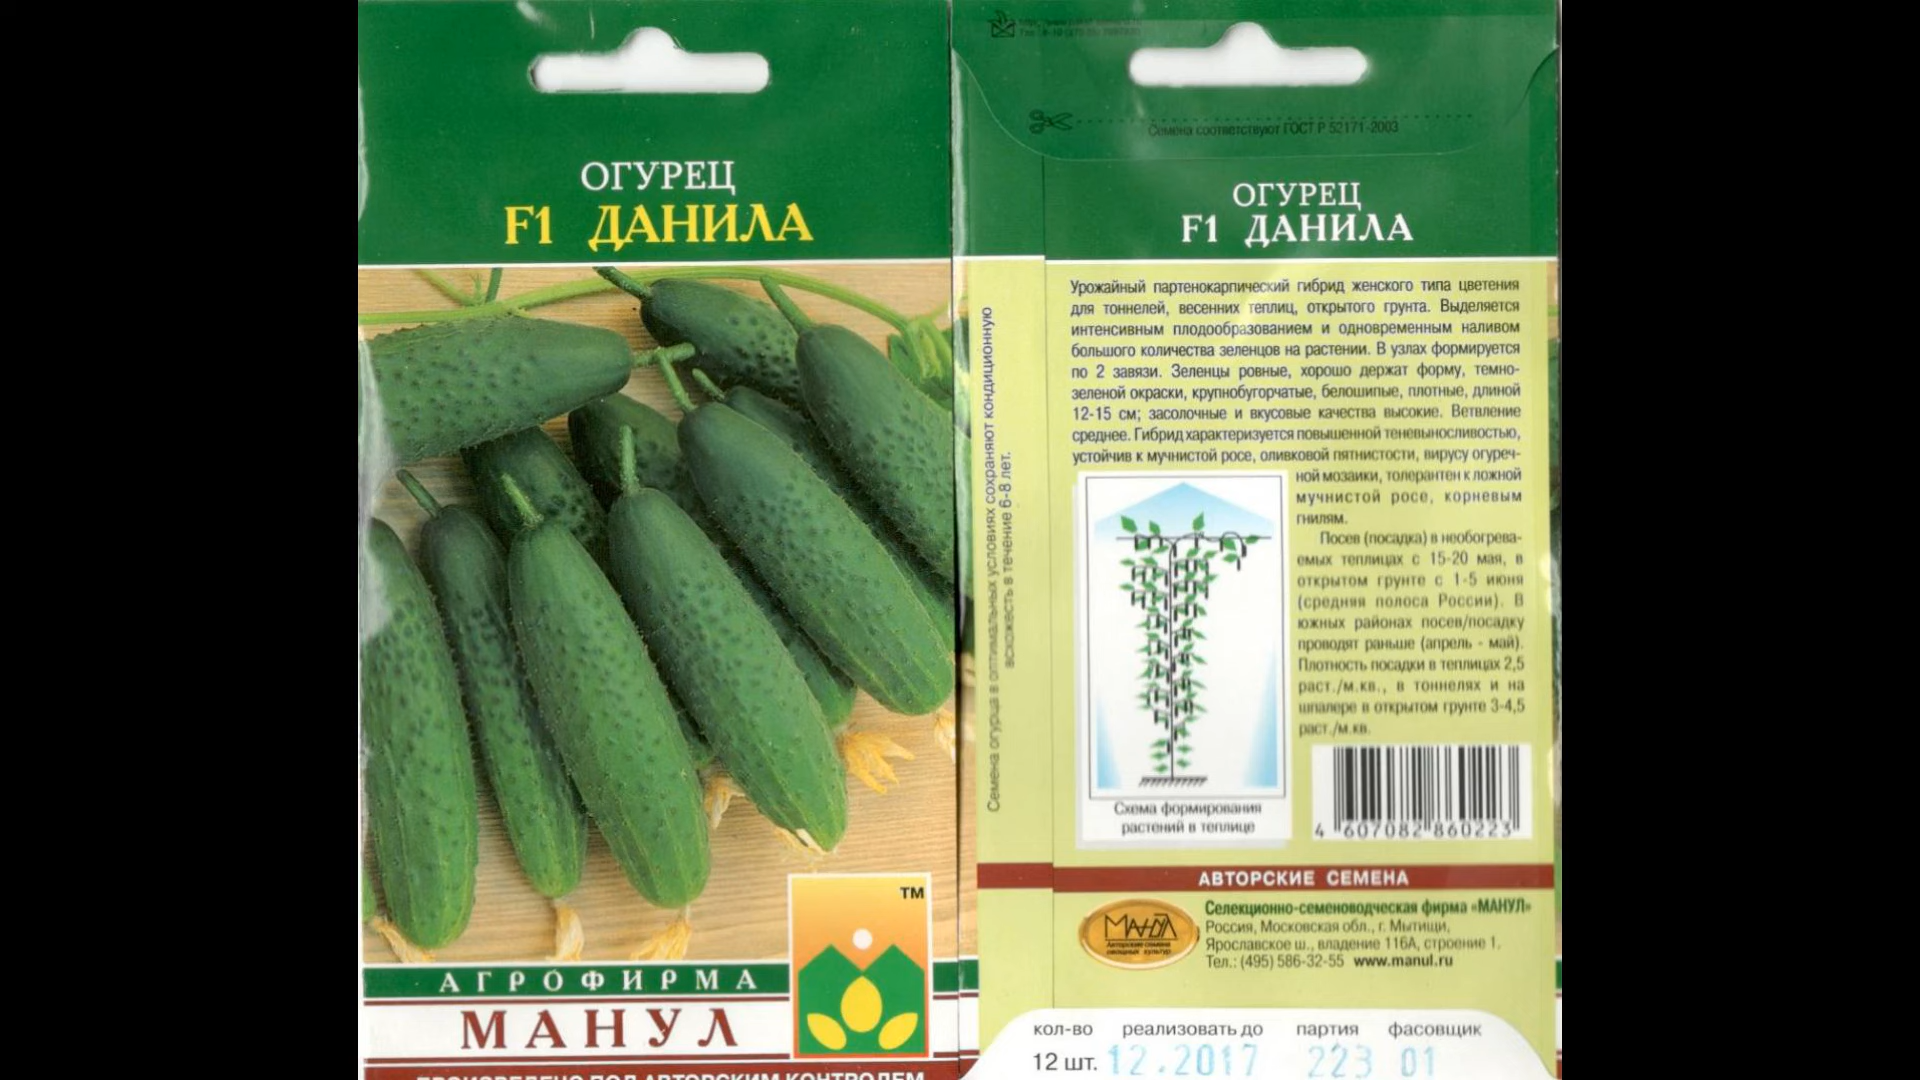 ОГУРЕЦ
F1 ДАНИЛА
TM
АГРОФИРМА
МАНУЛ
ПРОИЗВЕДЕНО ПОД АВТОРСКИМ КОНТРОЛЕМ
Семена соответствуют ГОСТ Р 52171-2003
ОГУРЕЦ
F1 ДАНИЛА
Семена огурца в оптимальных условиях сохраняют кондиционную
всхожесть в течение 6-8 лет.
Урожайный партенокарпический гибрид женского типа цветения
для тоннелей, весенних теплиц, открытого грунта. Выделяется
интенсивным плодообразованием и одновременным наливом
большого количества зеленцов на растении. В узлах формируется
по 2 завязи. Зеленцы ровные, хорошо держат форму, темно-
зеленой окраски, крупнобугорчатые, белошипые, плотные, длиной
12-15 см; засолочные и вкусовые качества высокие. Ветвление
среднее. Гибрид характеризуется повышенной теневыносливостью,
устойчив к мучнистой росе, оливковой пятнистости, вирусу огуреч-
ной мозаики, толерантен к ложной
мучнистой росе, корневым
гнилям.
Посев (посадка) в необогрева-
емых теплицах с 15-20 мая, в
открытом грунте с 1-5 июня
(средняя полоса России). В
южных районах посев/посадку
проводят раньше (апрель - май).
Плотность посадки в теплицах 2,5
раст./м.кв., в тоннелях и на
шпалере в открытом грунте 3-4,5
раст./м.кв.
Схема формирования
растений в теплице
4 607082 860223
АВТОРСКИЕ СЕМЕНА
МАНУЛ
Авторские семена
овощных культур
Селекционно-семеноводческая фирма «МАНУЛ»
Россия, Московская обл., г. Мытищи,
Ярославское ш., владение 116А, строение 1.
Тел.: (495) 586-32-55 www.manul.ru
кол-во реализовать до партия фасовщик
12 шт. 12.2017 223 01